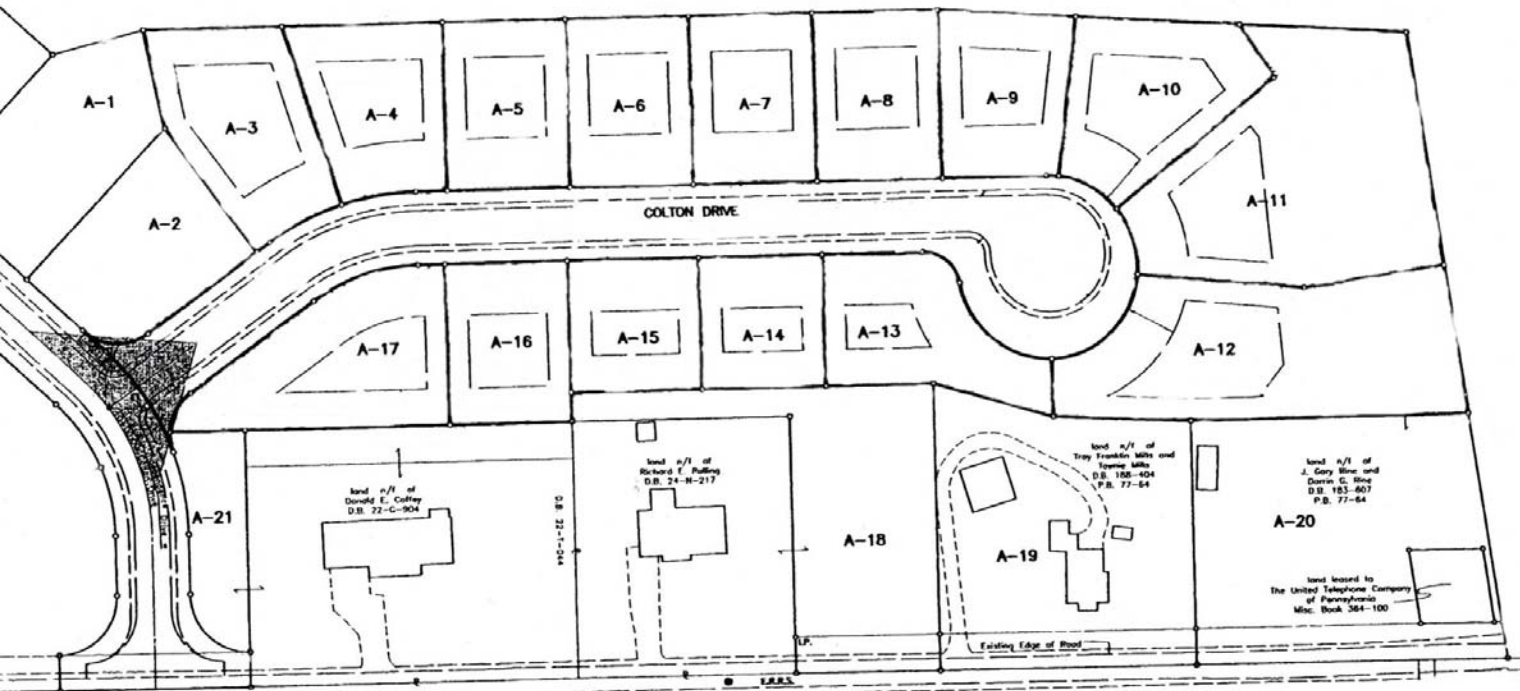 A-1
A-3
A-4
A-5
A-6
A-7
A-8
A-9
A-10
A-2
COLTON DRIVE
A-11
A-17
A-16
A-15
A-14
A-13
A-12
land n/f of
Donald E. Coffey
D.B. 22-G-904
land n/f of
Richard E. Palling
D.B. 24-N-217
land n/f of
Troy Franklin Mills and
Mills
D.B. 188-404
P.B. 77-64
land n/f of
J. Gary Rine and
Darrin G. Rine
D.B. 183-607
P.B. 77-64
D.B. 22-T-044
A-21
A-18
A-19
A-20
land leased to
The United Telephone Company
of Pennsylvania
Misc. Book 364-100
I.P.
Existing Edge of Road